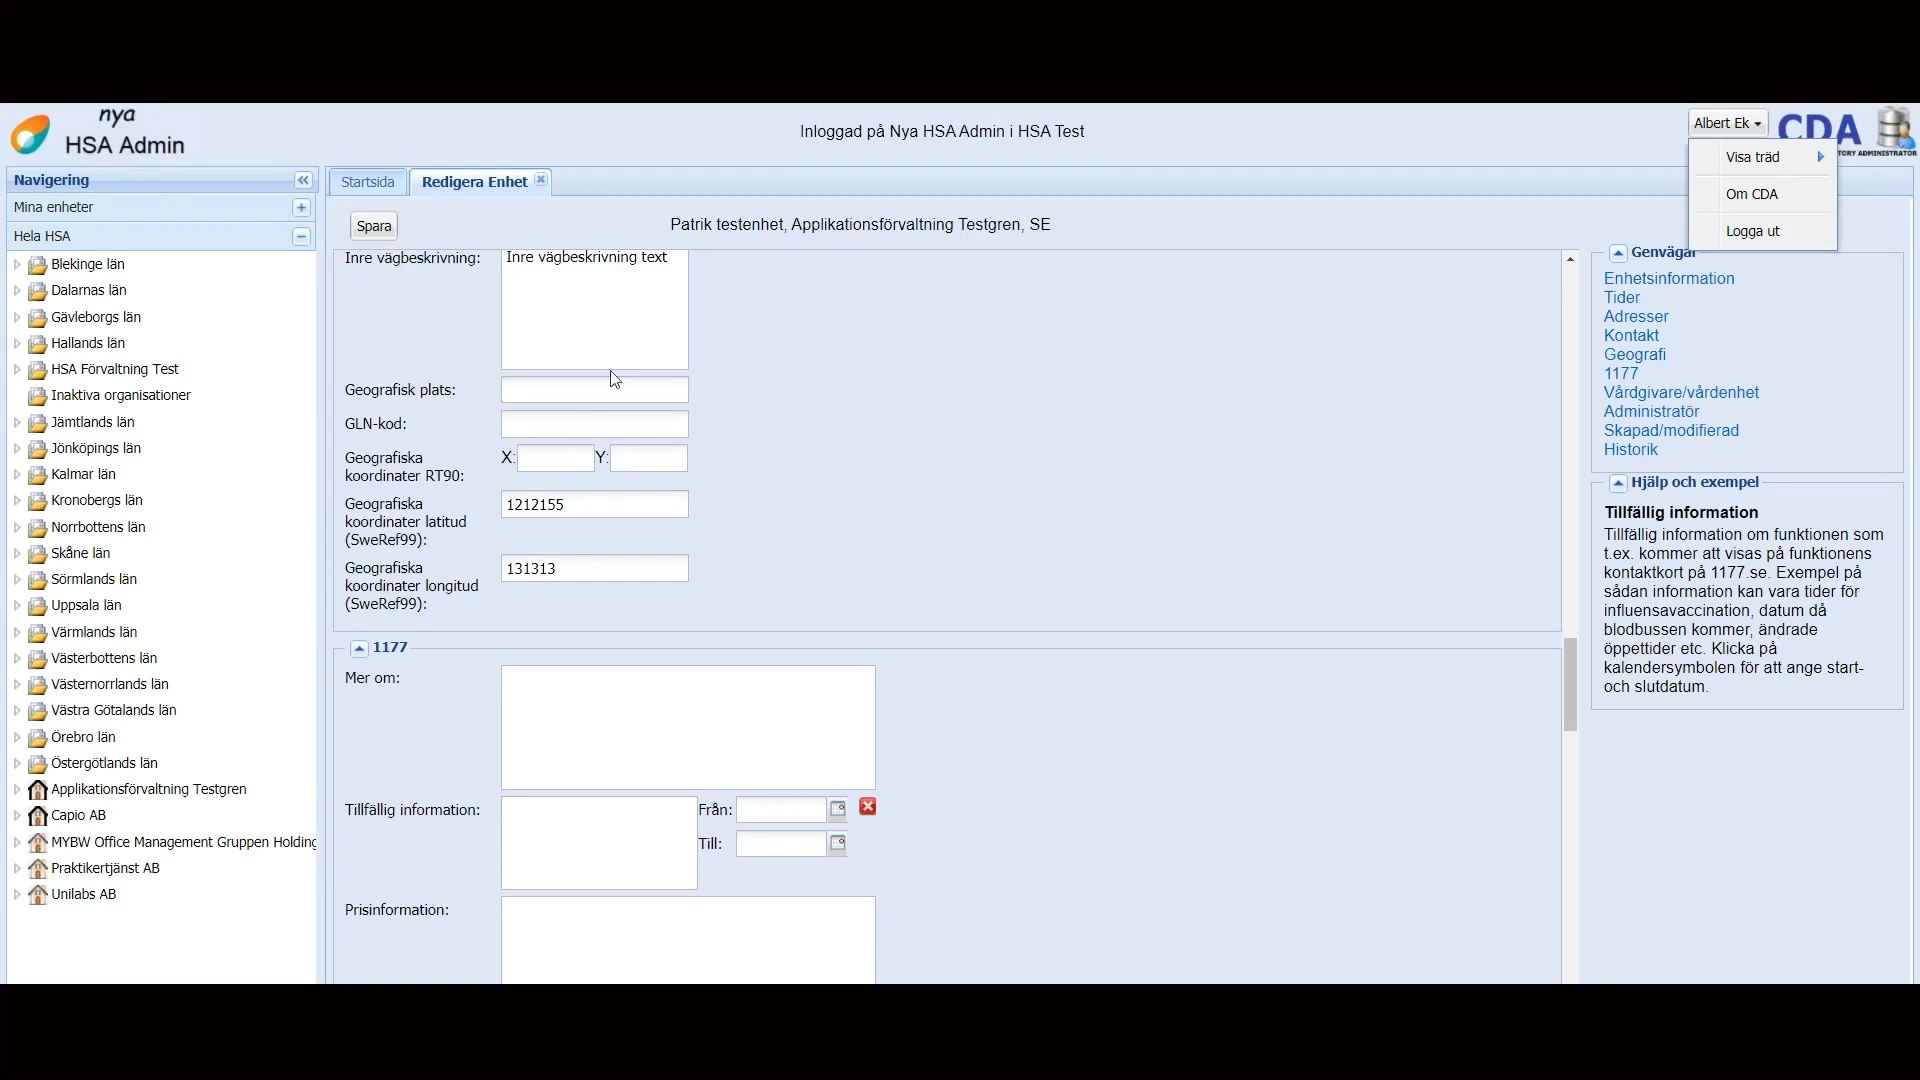 nya
HSA Admin
Inloggad på Nya HSA Admin i HSA Test
Albert Ek
CDA
TORY ADMINISTRATOR
Visa träd
Om CDA
Logga ut
Navigering
Mina enheter
Hela HSA
Blekinge län
Dalarnas län
Gävleborgs län
Hallands län
HSA Förvaltning Test
Inaktiva organisationer
Jämtlands län
Jönköpings län
Kalmar län
Kronobergs län
Norrbottens län
Skåne län
Sörmlands län
Uppsala län
Värmlands län
Västerbottens län
Västernorrlands län
Västra Götalands län
Örebro län
Östergötlands län
Applikationsförvaltning Testgren
Capio AB
MYBW Office Management Gruppen Holding
Praktikertjänst AB
Unilabs AB
Startsida
Redigera Enhet
Spara
Patrik testenhet, Applikationsförvaltning Testgren, SE
Inre vägbeskrivning:
Inre vägbeskrivning text
Geografisk plats:
GLN-kod:
Geografiska
koordinater RT90:
X:
Y:
Geografiska
koordinater latitud
(SweRef99):
1212155
Geografiska
koordinater longitud
(SweRef99):
131313
1177
Mer om:
Tillfällig information:
Från:
Till:
Prisinformation:
Genvägar
Enhetsinformation
Tider
Adresser
Kontakt
Geografi
1177
Vårdgivare/vårdenhet
Administratör
Skapad/modifierad
Historik
Hjälp och exempel
Tillfällig information
Tillfällig information om funktionen som
t.ex. kommer att visas på funktionens
kontaktkort på 1177.se. Exempel på
sådan information kan vara tider för
influensavaccination, datum då
blodbussen kommer, ändrade
öppettider etc. Klicka på
kalendersymbolen för att ange start-
och slutdatum.